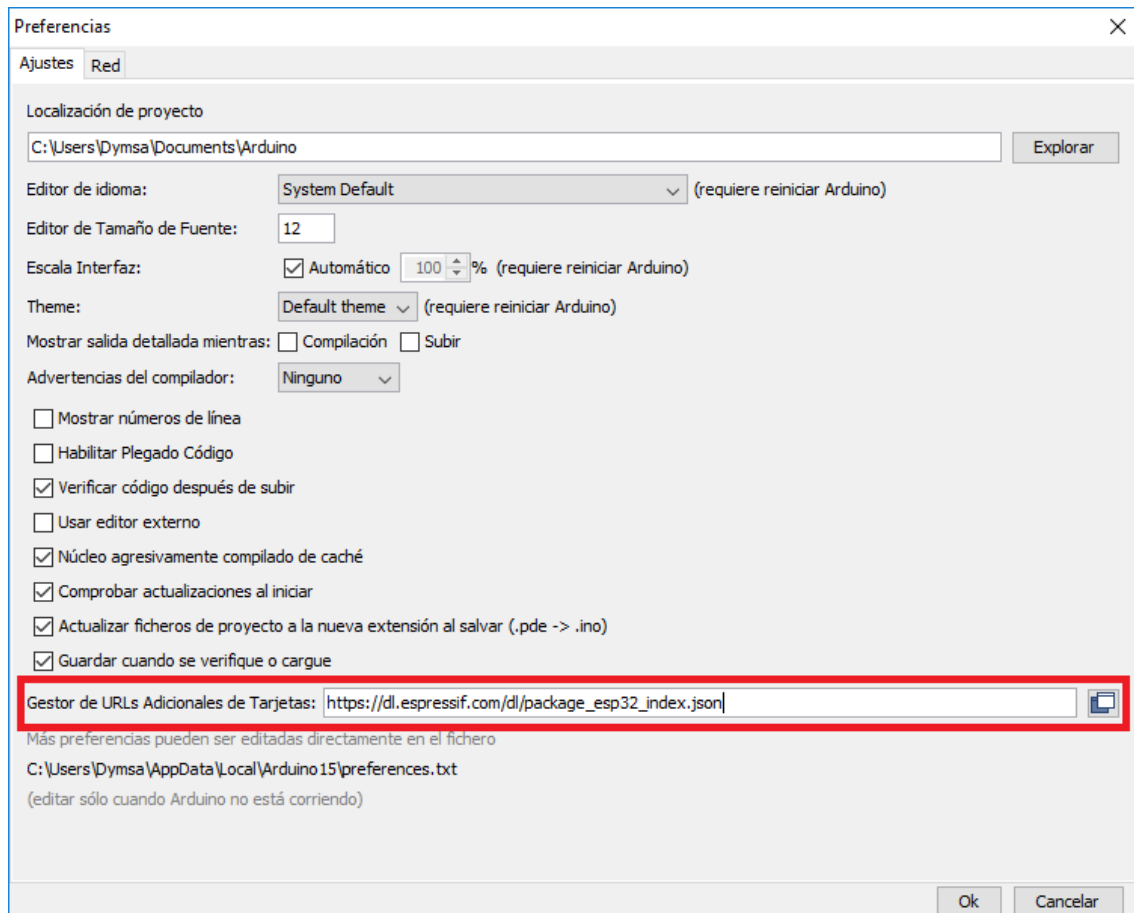 Preferencias
Ajustes Red
Localización de proyecto
C:\Users\Dymsa\Documents\Arduino Explorar
Editor de idioma: System Default (requiere reiniciar Arduino)
Editor de Tamaño de Fuente: 12
Escala Interfaz: Automático 100 % (requiere reiniciar Arduino)
Theme: Default theme (requiere reiniciar Arduino)
Mostrar salida detallada mientras: Compilación Subir
Advertencias del compilador: Ninguno
Mostrar números de línea
Habilitar Plegado Código
Verificar código después de subir
Usar editor externo
Núcleo agresivamente compilado de caché
Comprobar actualizaciones al iniciar
Actualizar ficheros de proyecto a la nueva extensión al salvar (.pde -> .ino)
Guardar cuando se verifique o cargue
Gestor de URLs Adicionales de Tarjetas: https://dl.espressif.com/dl/package_esp32_index.json
Más preferencias pueden ser editadas directamente en el fichero
C:\Users\Dymsa\AppData\Local\Arduino15\preferences.txt
(editar sólo cuando Arduino no está corriendo)
Ok Cancelar